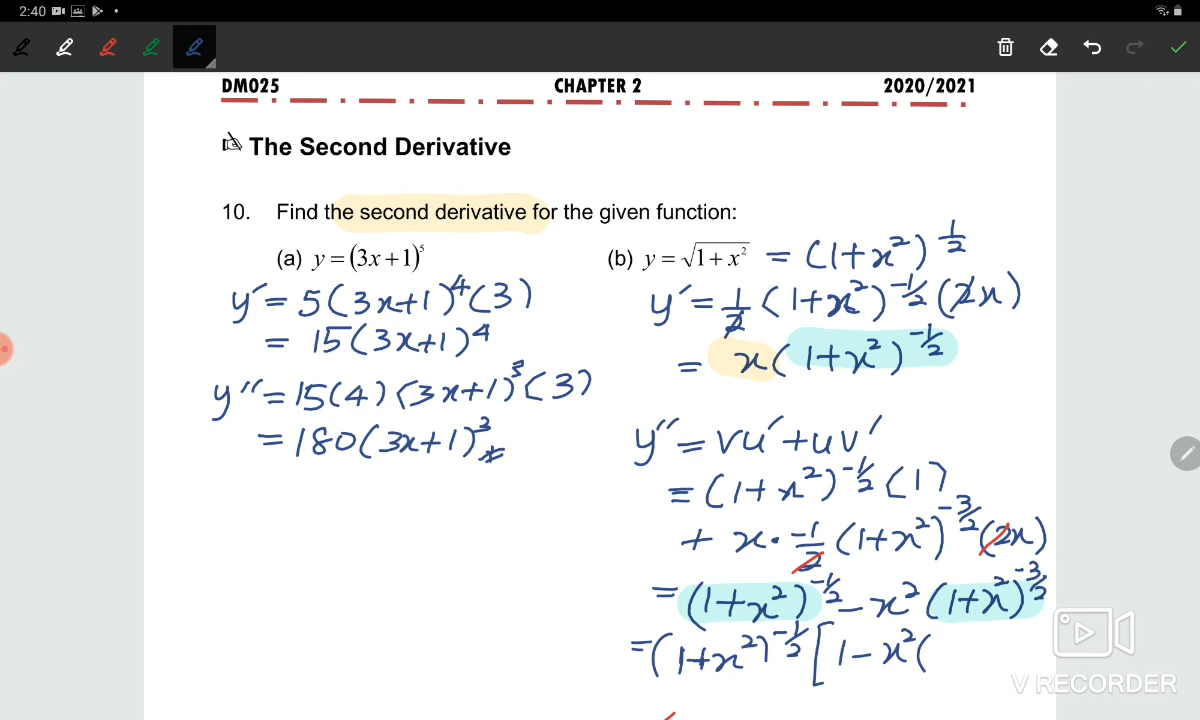 2:40
DM025 CHAPTER 2 2020/2021
The Second Derivative
10. Find the second derivative for the given function:
(a) y = (3x+1)⁵
y′ = 5(3x+1)⁴(3)
= 15(3x+1)⁴
y″ = 15(4)(3x+1)³(3)
= 180(3x+1)³ *
(b) y = √(1+x²) = (1+x²)^½
y′ = 1/2 (1+x²)^-½ (2x)
= x(1+x²)^-½
y″ = vu′ + uv′
= (1+x²)^-½ (1)
+ x · -1/2 (1+x²)^-3/2 (2x)
= (1+x²)^-½ - x²(1+x²)^-3/2
= (1+x²)^-½ [1 - x²(
V RECORDER